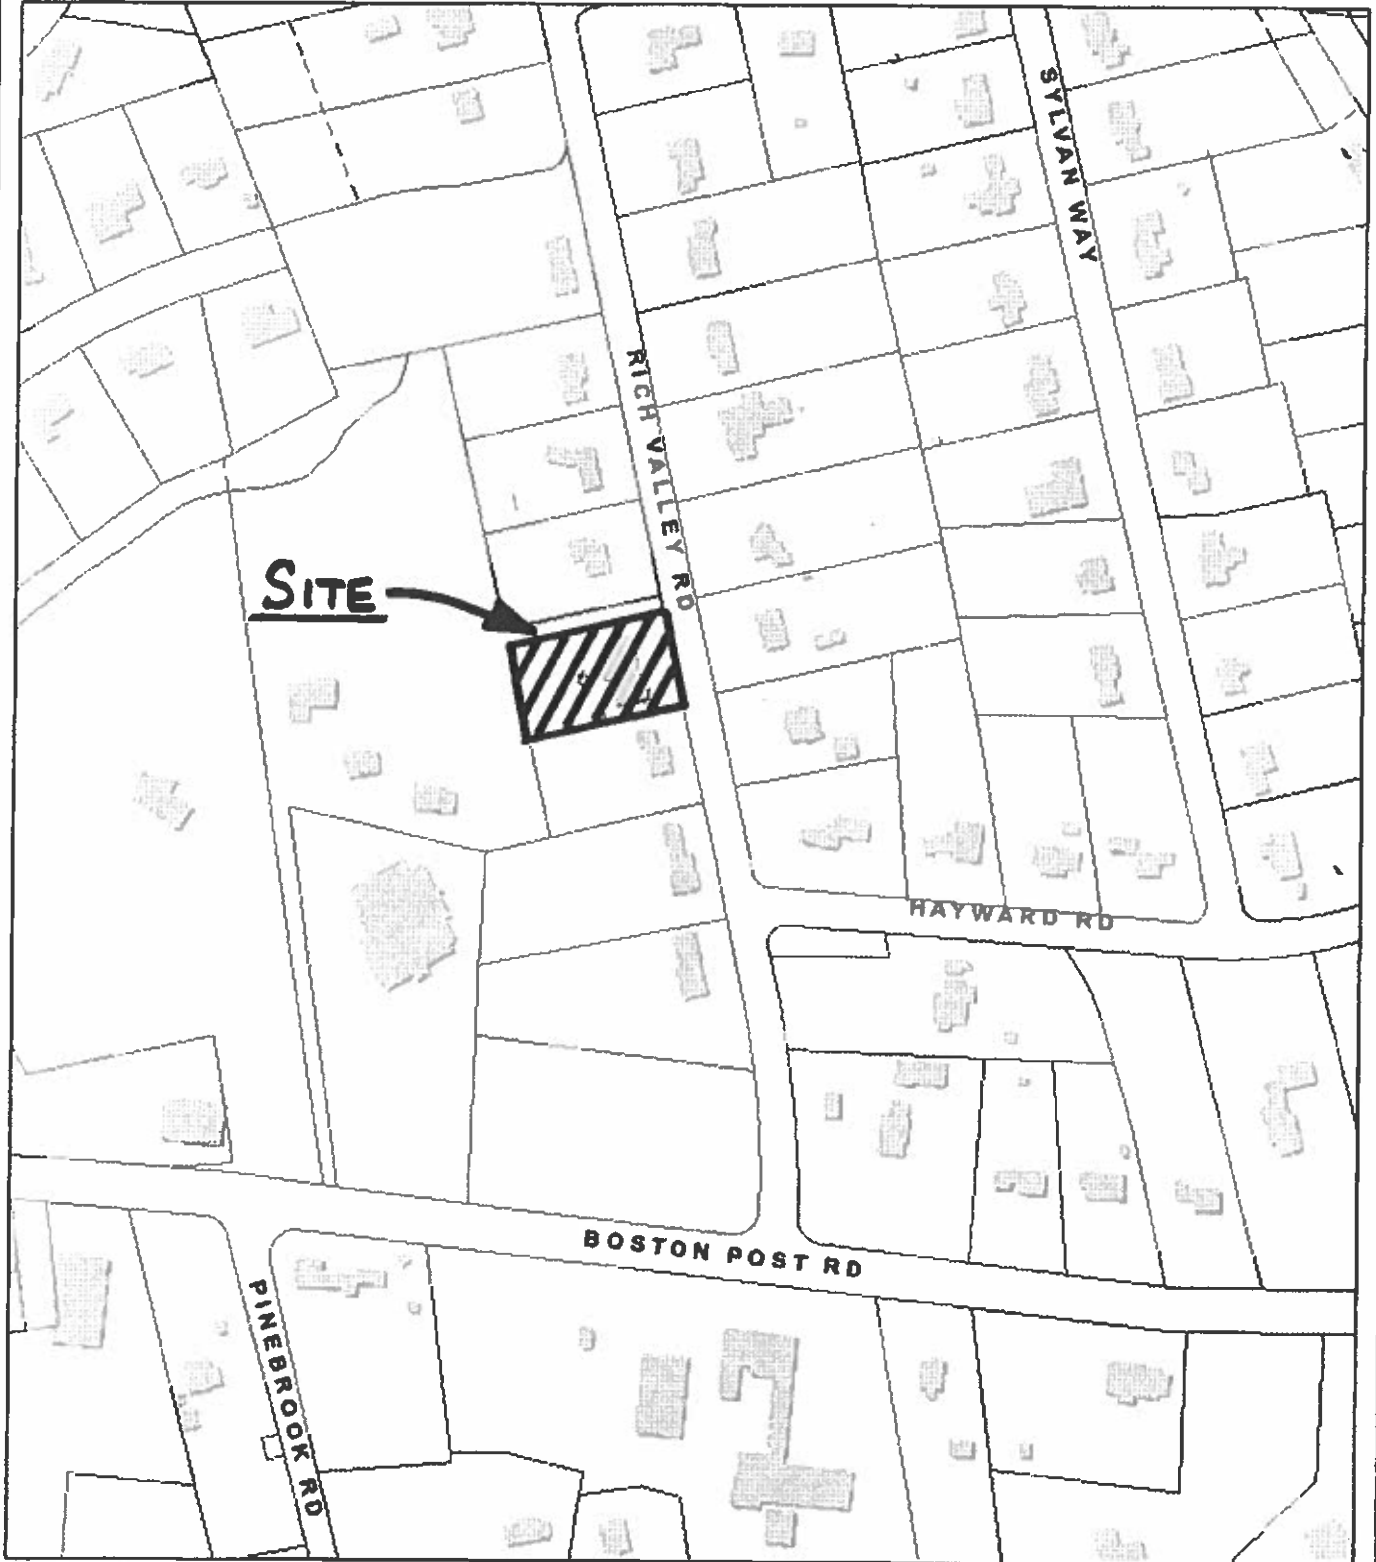 SYLVAN WAY
RICH VALLEY RD
SITE
HAYWARD RD
BOSTON POST RD
PINEBROOK RD